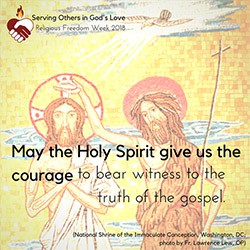 Serving Others in God's Love
Religious Freedom Week 2018
May the Holy Spirit give us the
courage to bear witness to the
truth of the gospel.
(National Shrine of the Immaculate Conception, Washington, DC;
photo by Fr. Lawrence Lew, OP)